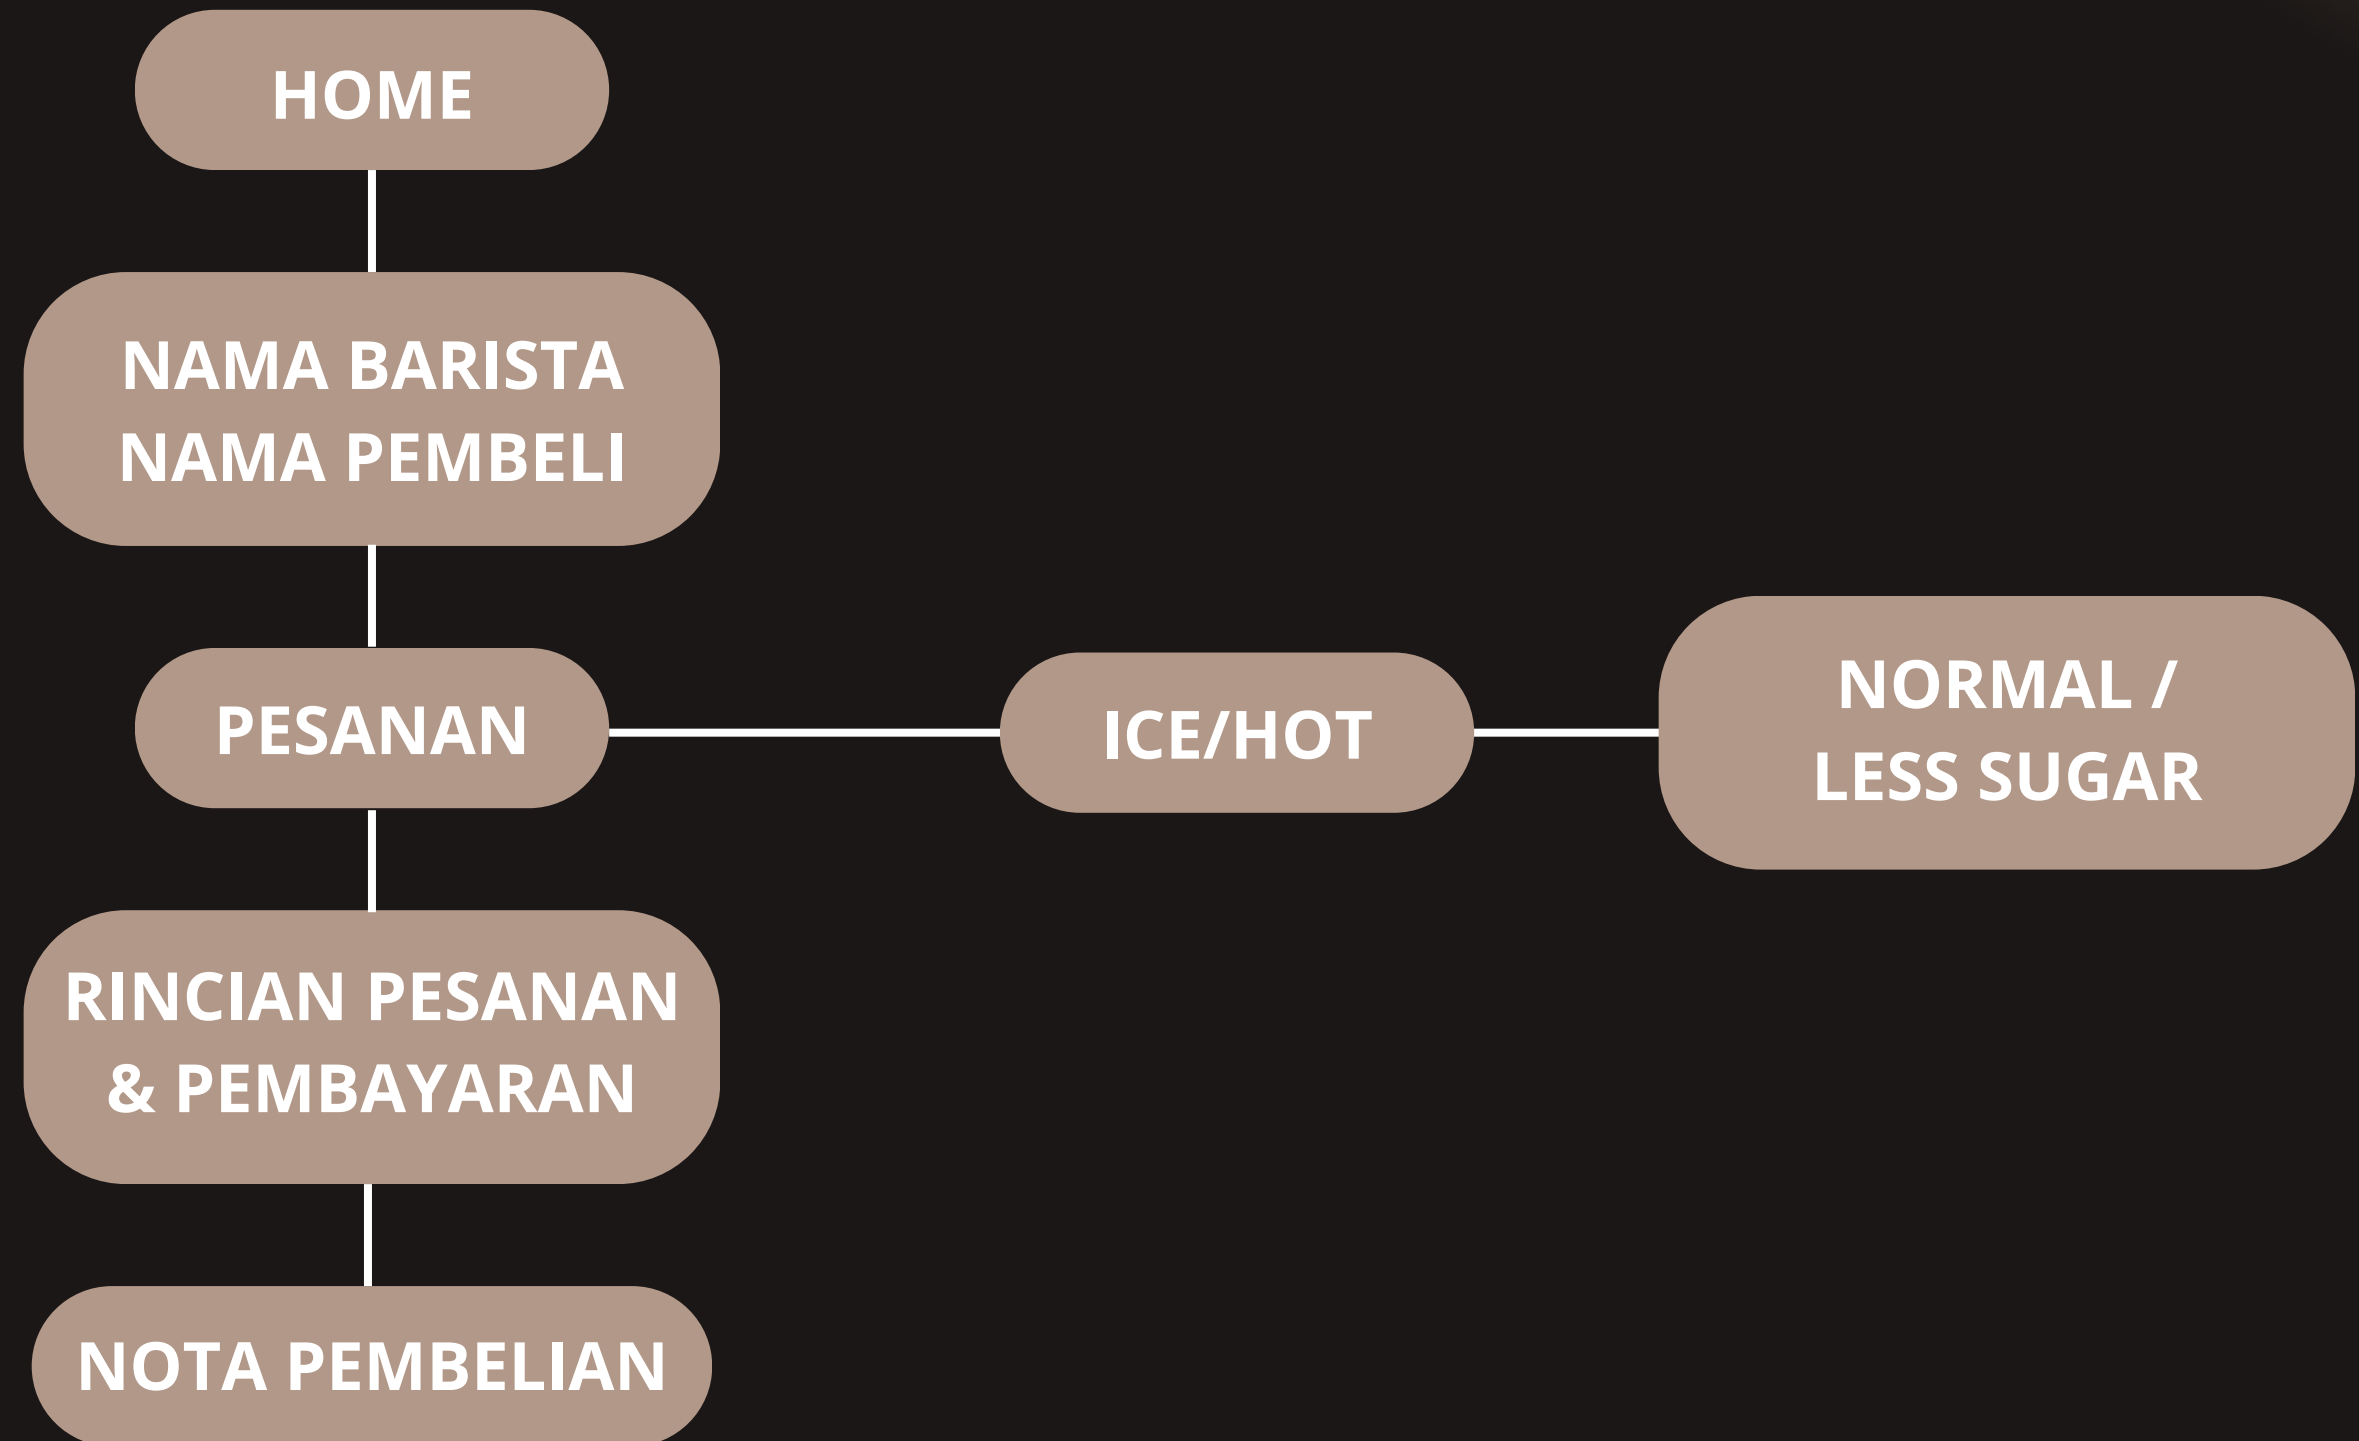 HOME
NAMA BARISTA
NAMA PEMBELI
PESANAN
ICE/HOT
NORMAL /
LESS SUGAR
RINCIAN PESANAN
& PEMBAYARAN
NOTA PEMBELIAN